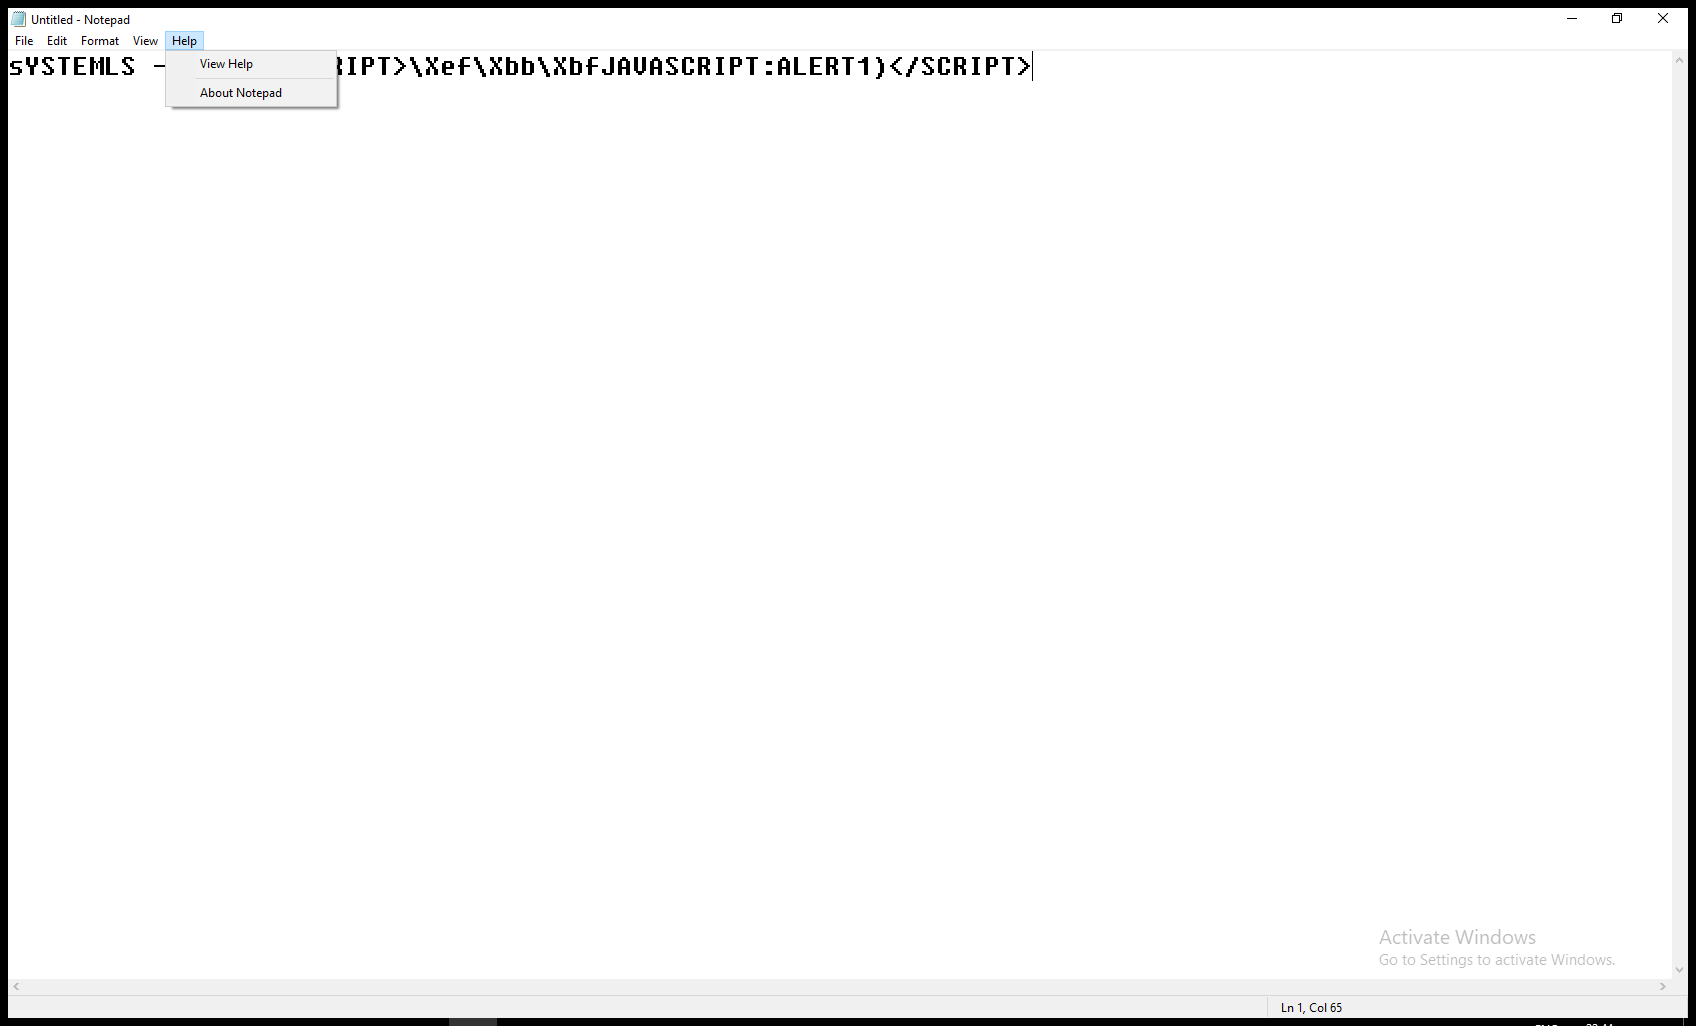 Untitled - Notepad
File Edit Format View Help
sYSTEMLS - IPT>\Xef\Xbb\XbfJAVASCRIPT:ALERT1)</SCRIPT>
View Help
About Notepad
Activate Windows
Go to Settings to activate Windows.
Ln 1, Col 65